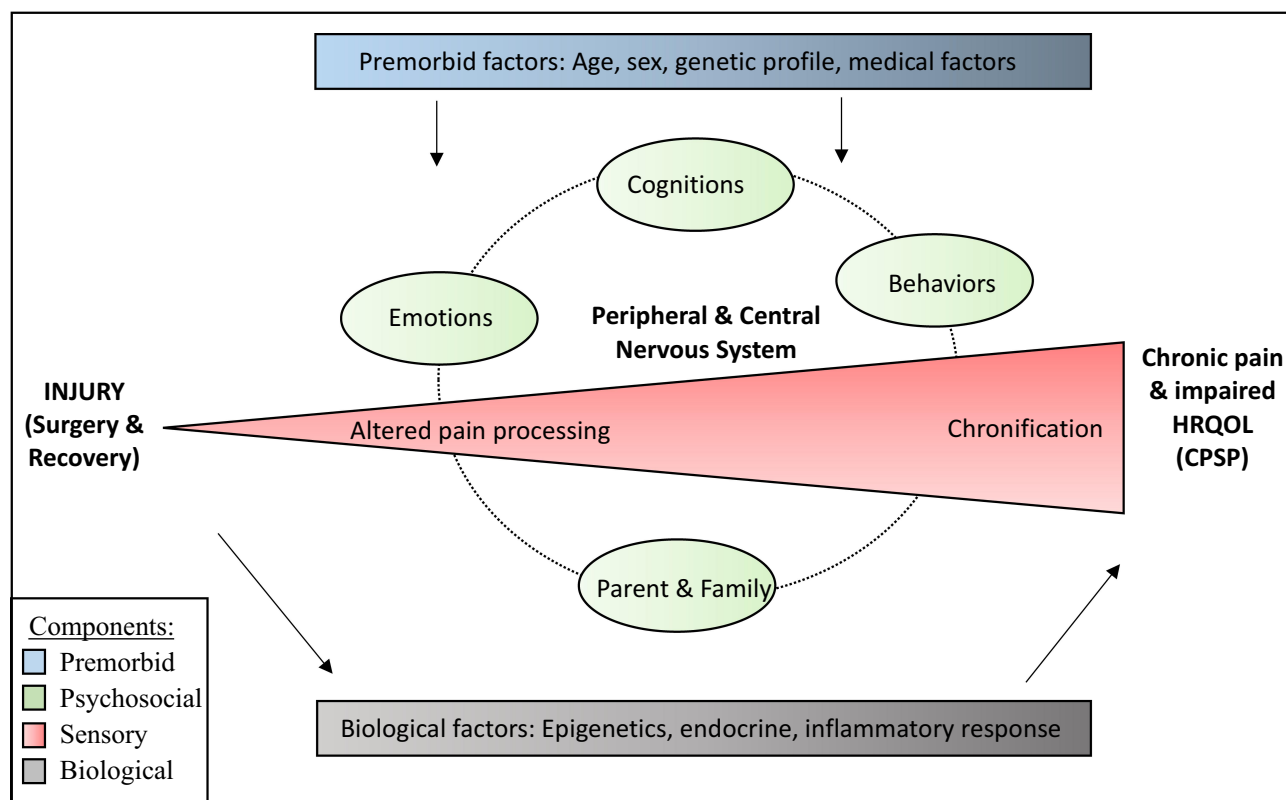 Premorbid factors: Age, sex, genetic profile, medical factors
Cognitions
Behaviors
Emotions
Peripheral & Central
Nervous System
INJURY
(Surgery &
Recovery)
Altered pain processing
Chronification
Chronic pain
& impaired
HRQOL
(CPSP)
Parent & Family
Components:
Premorbid
Psychosocial
Sensory
Biological
Biological factors: Epigenetics, endocrine, inflammatory response